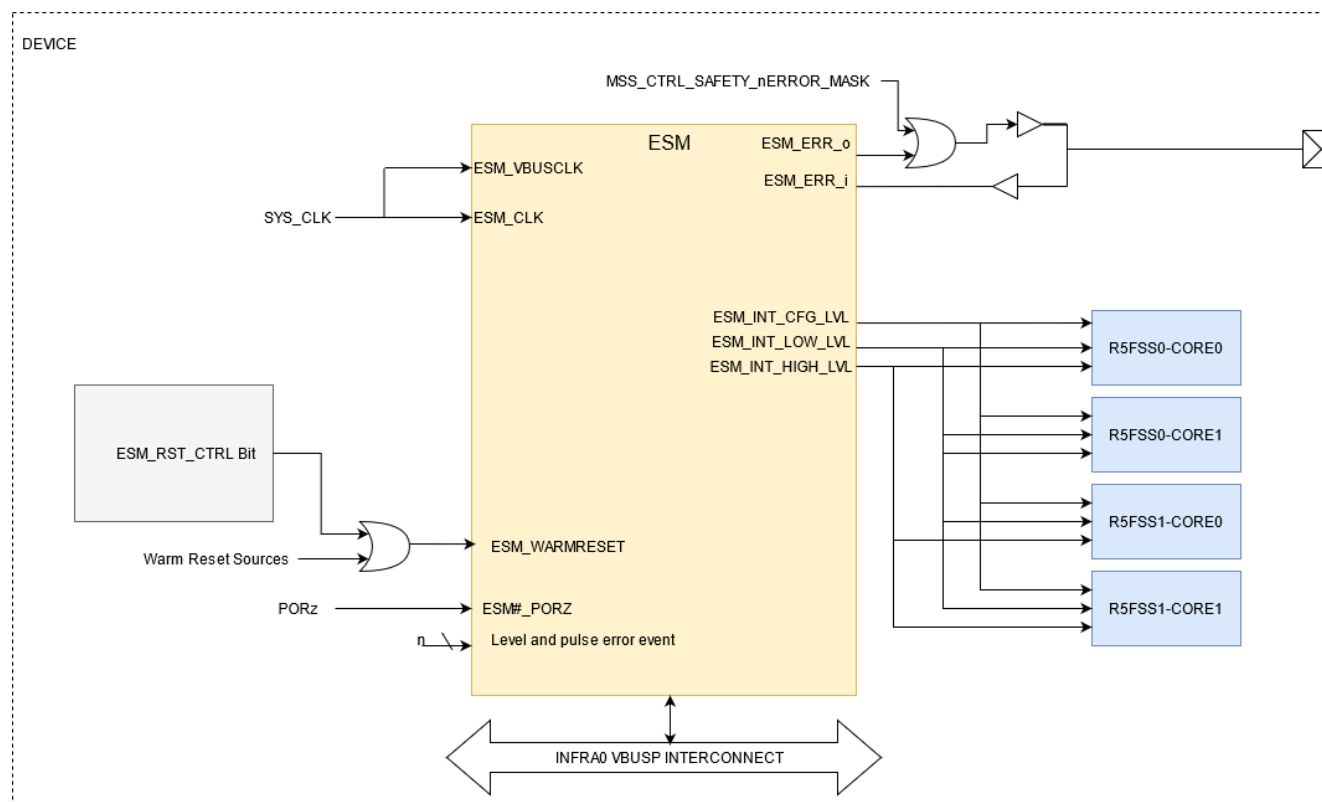 DEVICE
MSS_CTRL_SAFETY_nERROR_MASK
ESM
ESM_ERR_o
ESM_VBUSCLK
ESM_ERR_i
SYS_CLK
ESM_CLK
ESM_INT_CFG_LVL
ESM_INT_LOW_LVL
ESM_INT_HIGH_LVL
R5FSS0-CORE0
R5FSS0-CORE1
ESM_RST_CTRL Bit
R5FSS1-CORE0
Warm Reset Sources
ESM_WARMRESET
PORz
ESM#_PORZ
R5FSS1-CORE1
n
Level and pulse error event
INFRA0 VBUSP INTERCONNECT